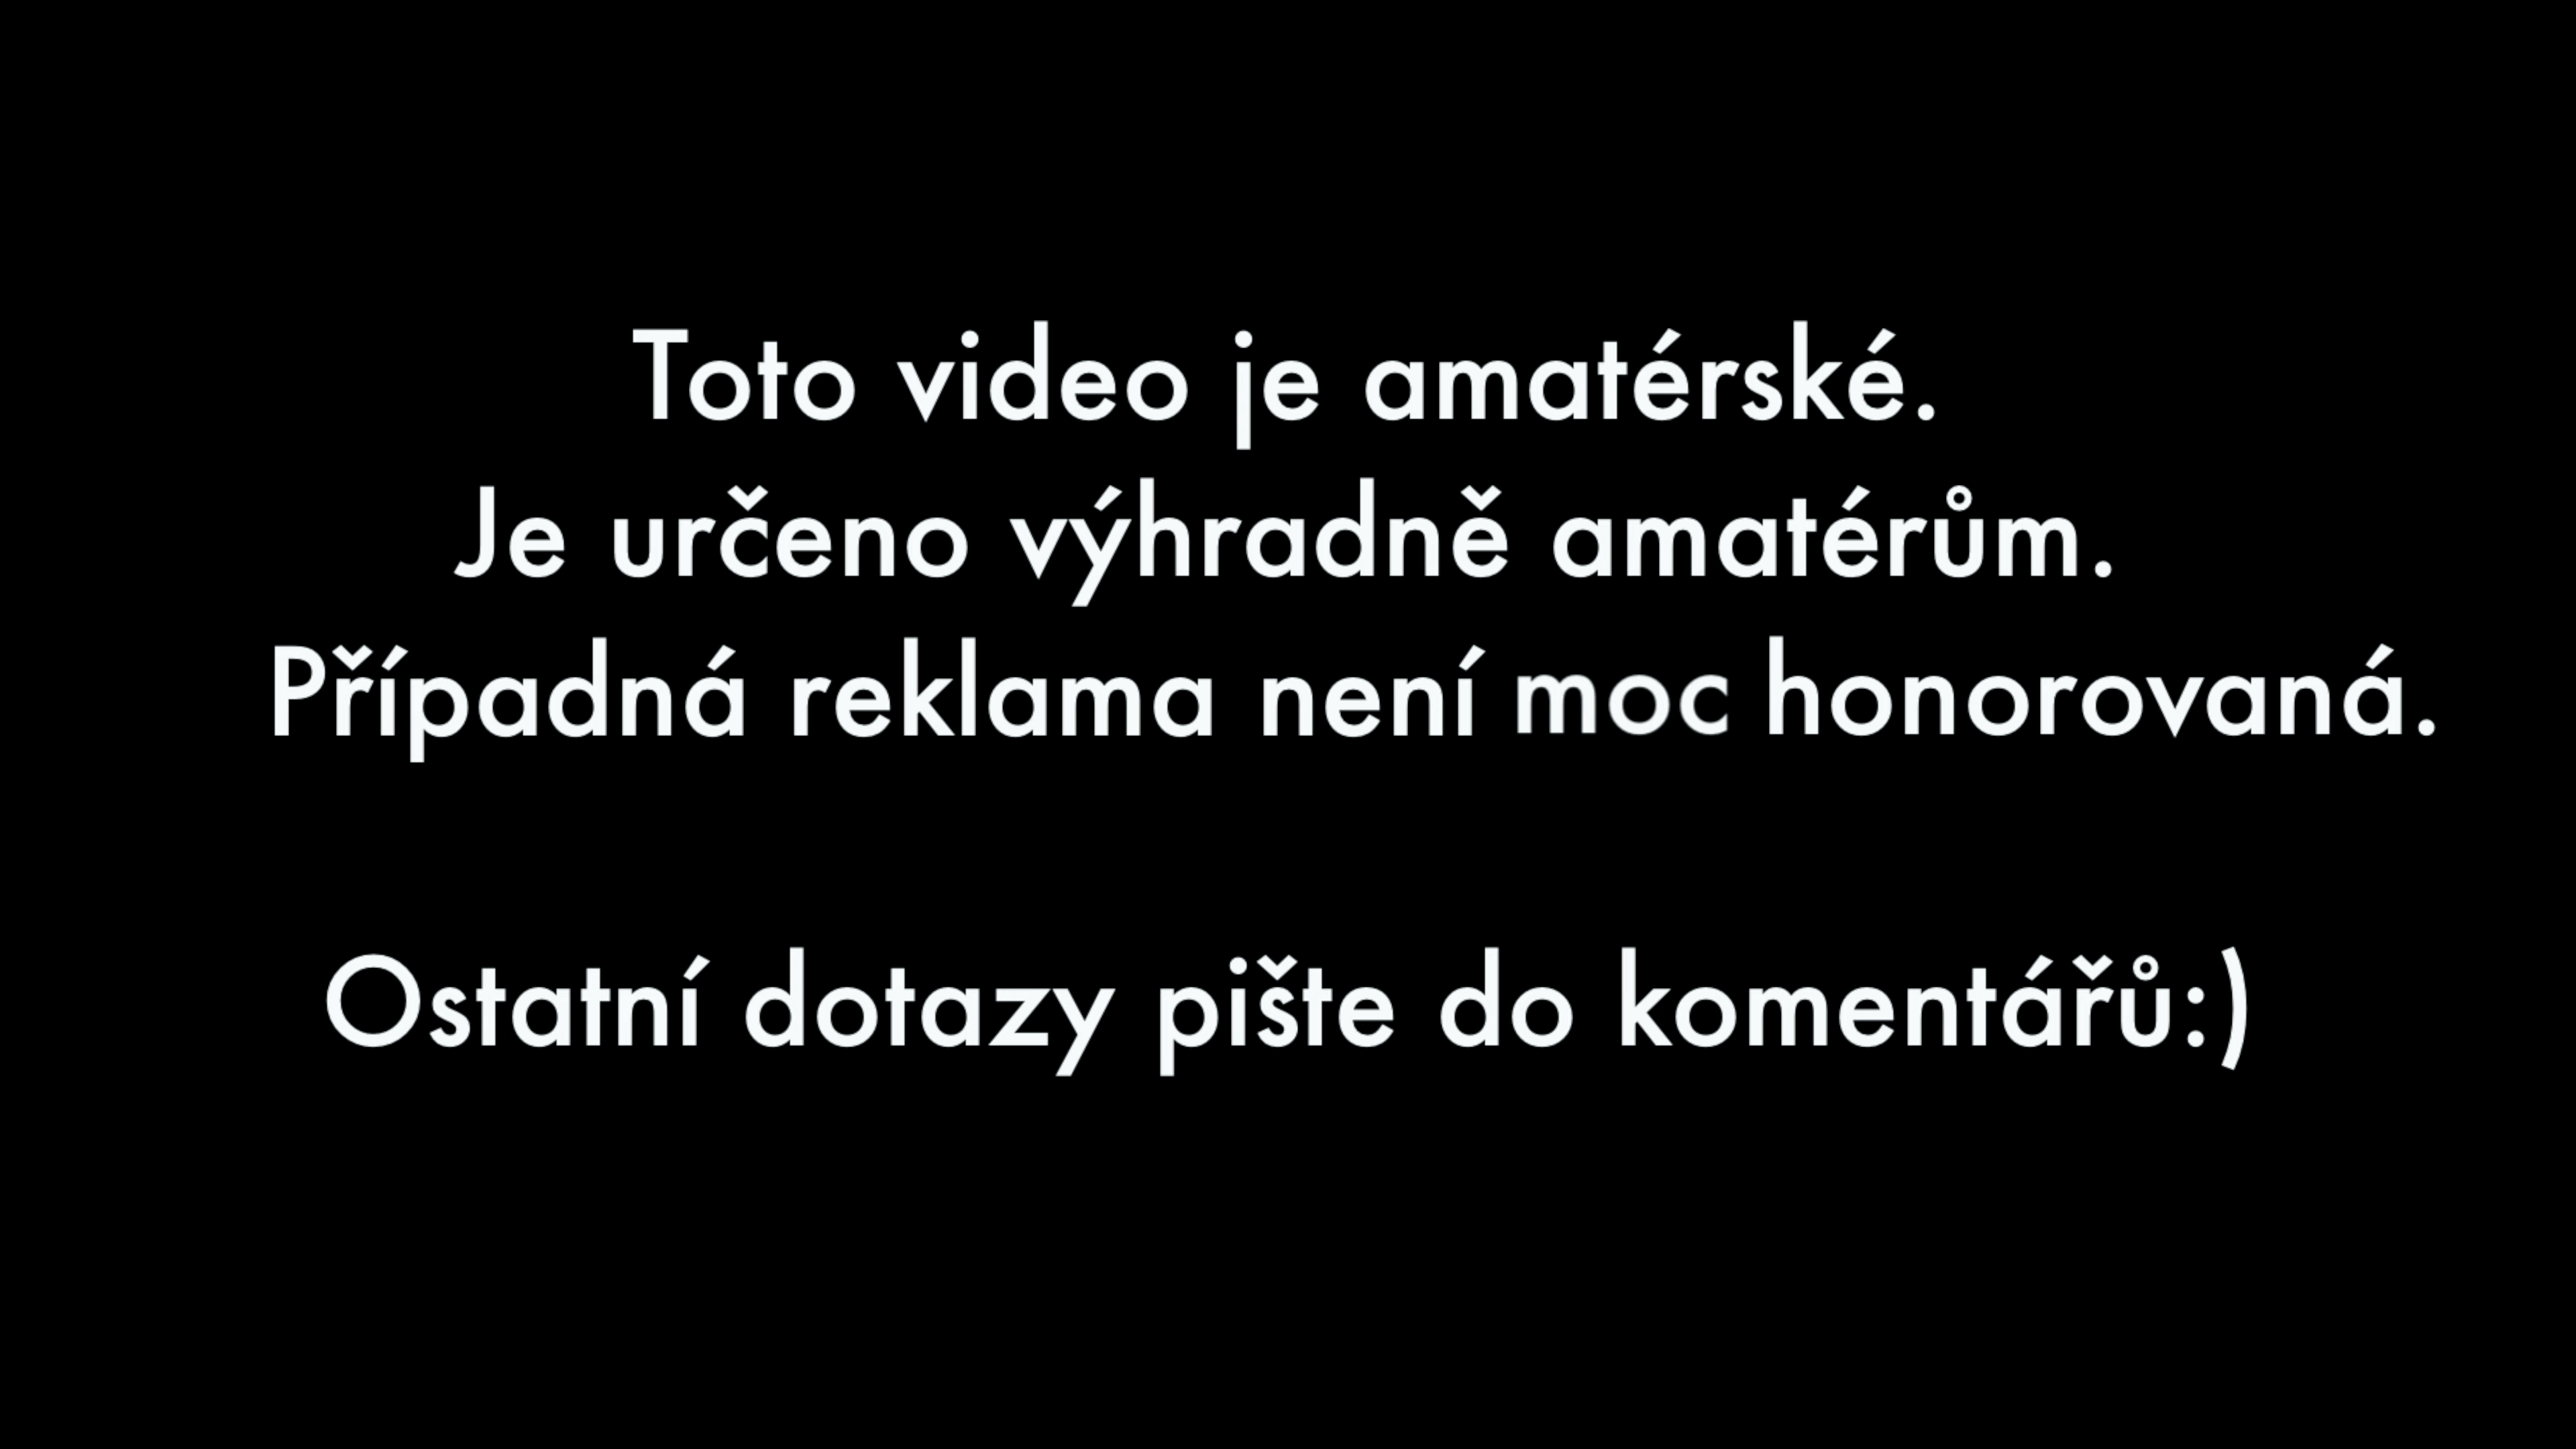 Toto video je amatérské.
Je určeno výhradně amatérům.
Případná reklama není moc honorovaná.
Ostatní dotazy pište do komentářů:)